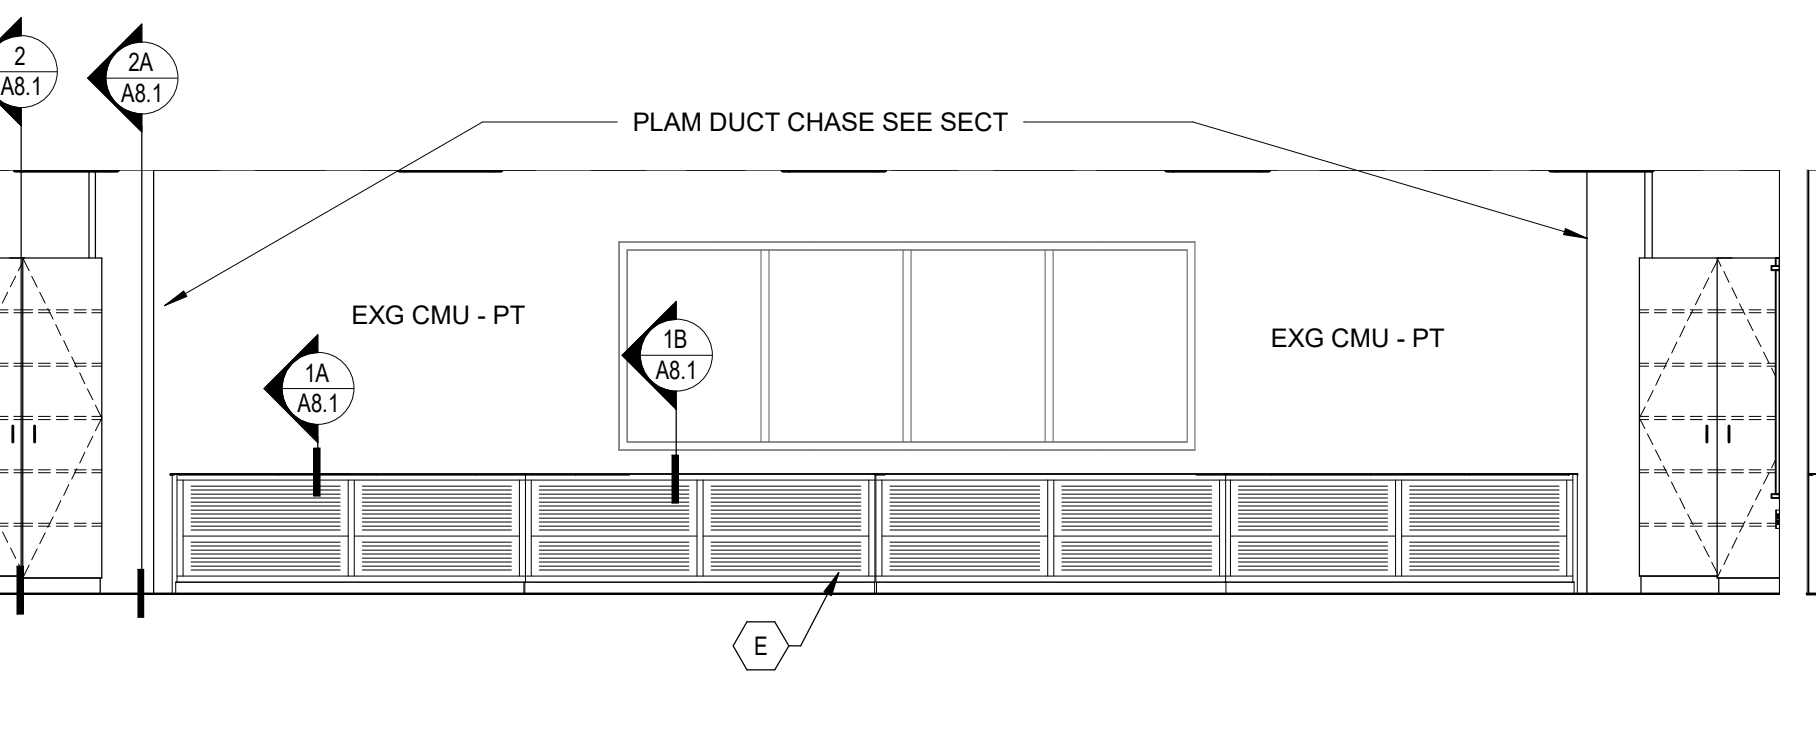 2
A8.1
2A
A8.1
PLAM DUCT CHASE SEE SECT
EXG CMU - PT
1A
A8.1
1B
A8.1
EXG CMU - PT
E